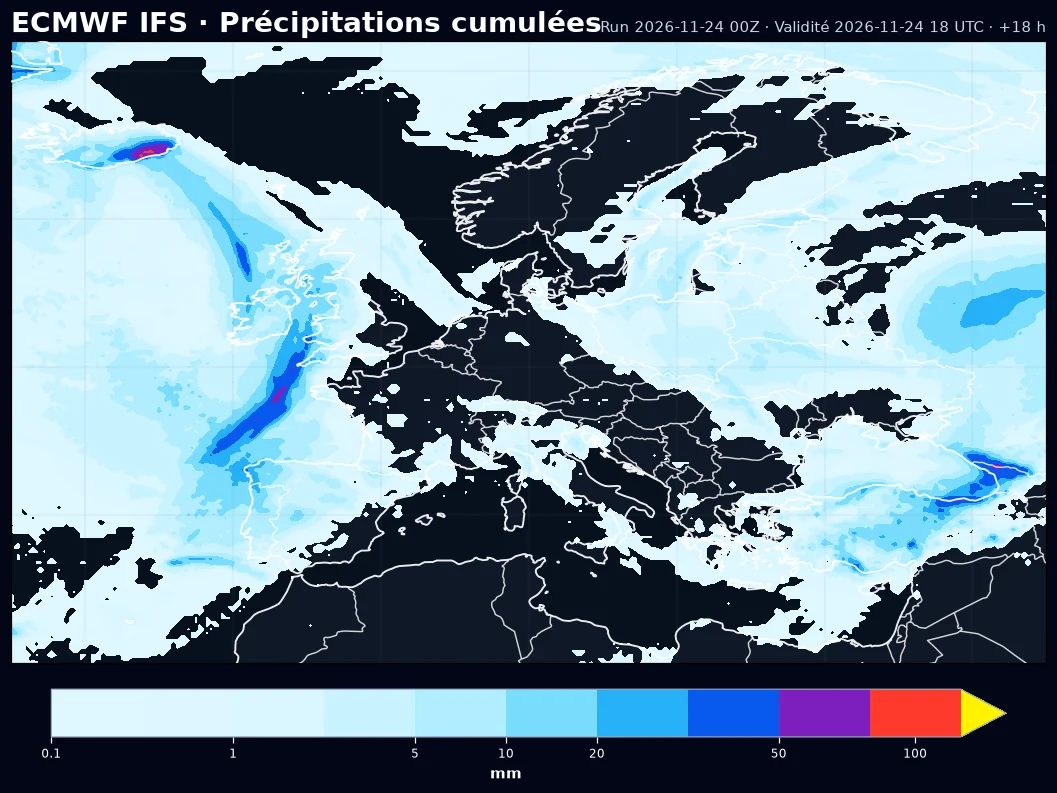 ECMWF IFS · Précipitations cumulées
Run 2026-11-24 00Z · Validité 2026-11-24 18 UTC · +18 h
0.1 1 5 10 20 50 100
mm